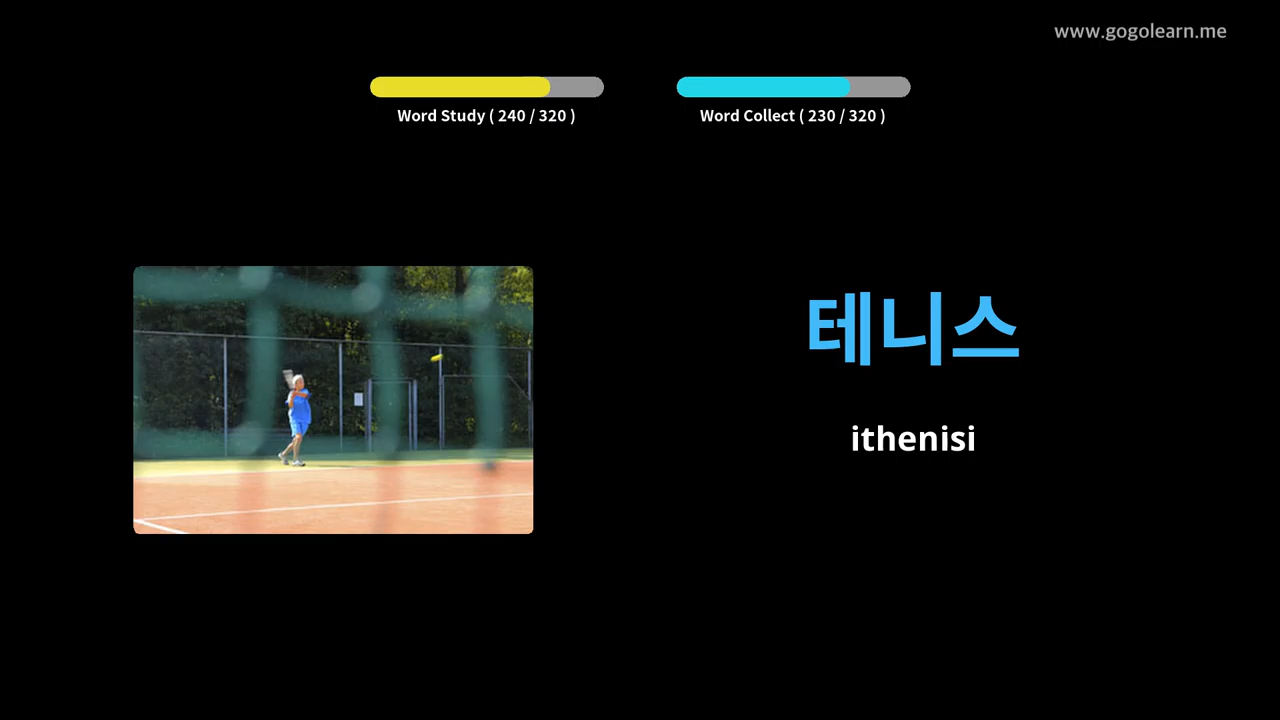 www.gogolearn.me
Word Study ( 240 / 320 )
Word Collect ( 230 / 320 )
테니스
ithenisi